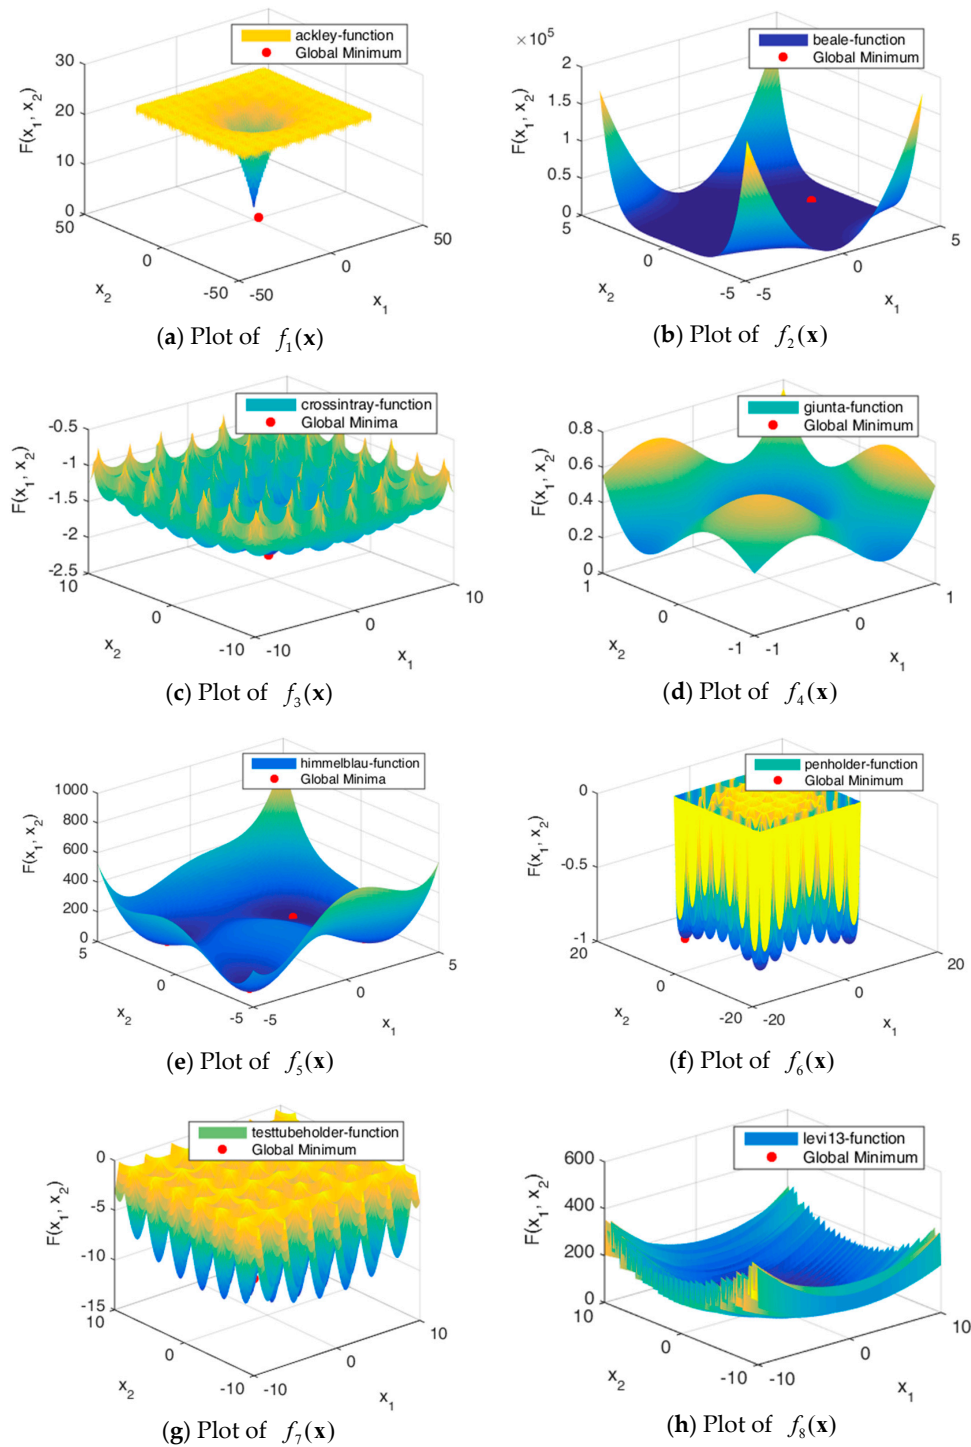 ackley-function
Global Minimum
F(x1, x2)
30
20
10
0
50
0
-50
-50
0
50
x2
x1
(a) Plot of f1(x)
×10^5
beale-function
Global Minimum
F(x1, x2)
2
1.5
1
0.5
0
5
0
-5
-5
0
5
x2
x1
(b) Plot of f2(x)
crossintray-function
Global Minima
F(x1, x2)
-0.5
-1
-1.5
-2
-2.5
10
0
-10
-10
0
10
x2
x1
(c) Plot of f3(x)
giunta-function
Global Minimum
F(x1, x2)
0.8
0.6
0.4
0.2
0
1
0
-1
-1
0
1
x2
x1
(d) Plot of f4(x)
himmelblau-function
Global Minima
F(x1, x2)
1000
800
600
400
200
0
5
0
-5
-5
0
5
x2
x1
(e) Plot of f5(x)
penholder-function
Global Minimum
F(x1, x2)
0
-0.5
-1
20
0
-20
-20
0
20
x2
x1
(f) Plot of f6(x)
testtubeholder-function
Global Minimum
F(x1, x2)
0
-5
-10
-15
10
0
-10
-10
0
10
x2
x1
(g) Plot of f7(x)
levi13-function
Global Minimum
F(x1, x2)
600
400
200
0
10
0
-10
-10
0
10
x2
x1
(h) Plot of f8(x)